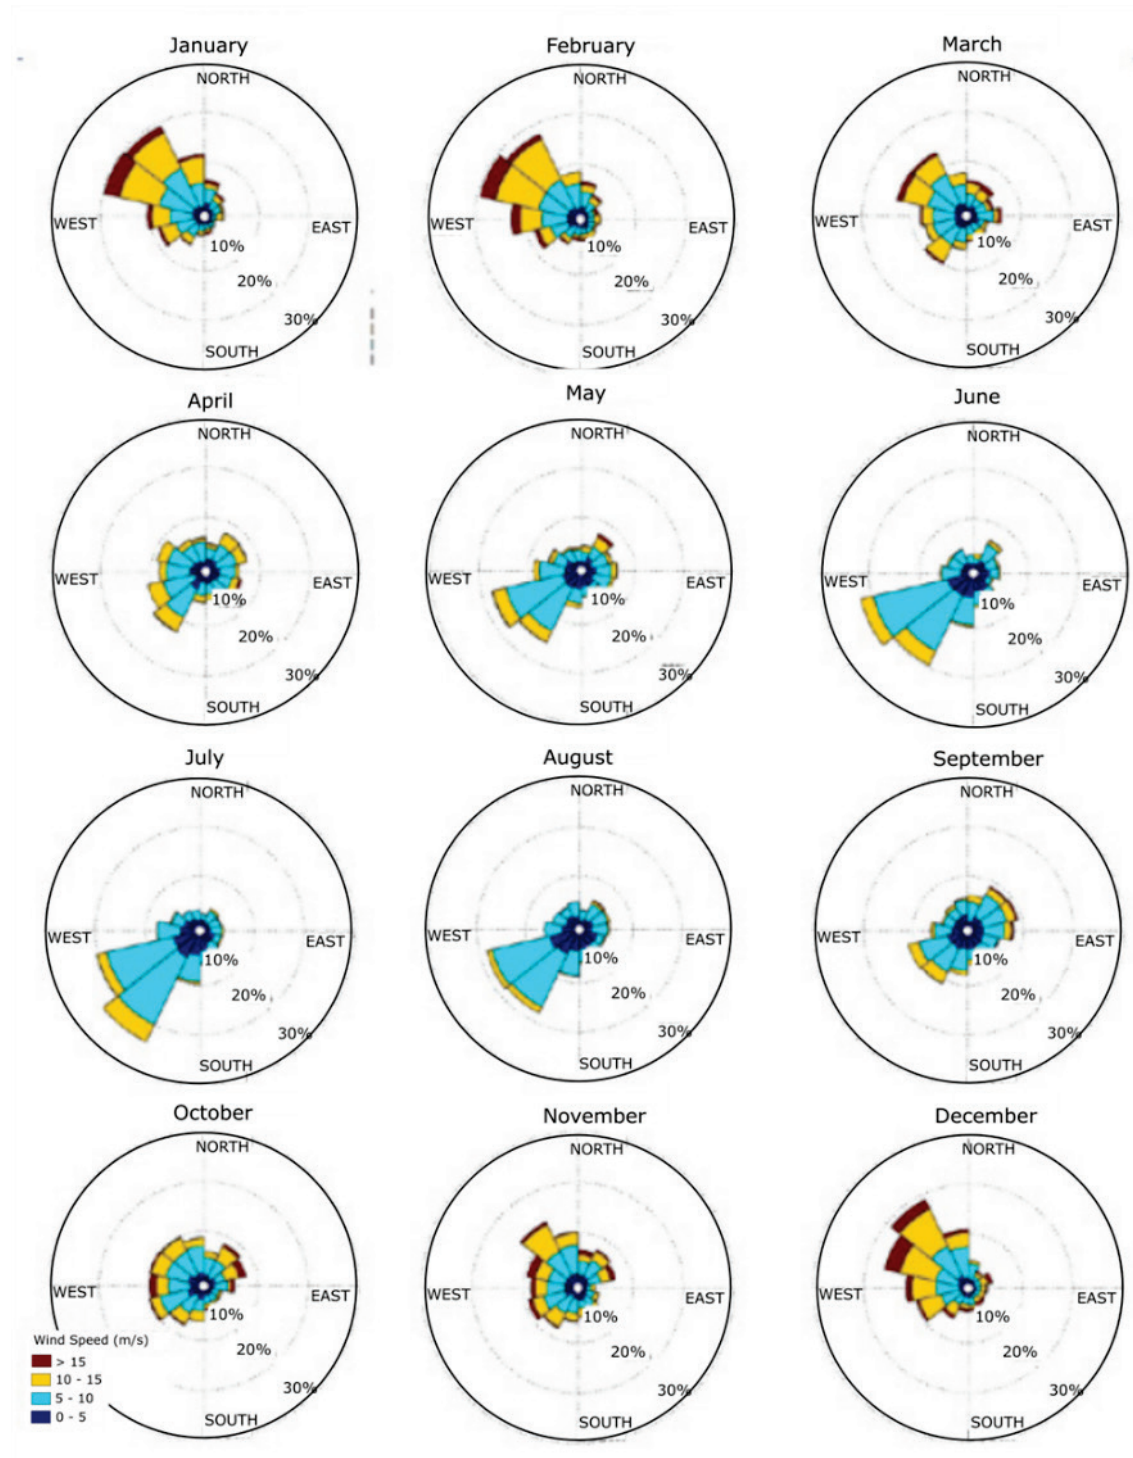 January
February
March
NORTH
NORTH
NORTH
WEST
EAST
WEST
EAST
WEST
EAST
10%
10%
10%
20%
20%
20%
30%
30%
30%
SOUTH
SOUTH
SOUTH
April
May
June
NORTH
NORTH
NORTH
WEST
EAST
WEST
EAST
WEST
EAST
10%
10%
10%
20%
20%
20%
30%
30%
30%
SOUTH
SOUTH
SOUTH
July
August
September
NORTH
NORTH
NORTH
WEST
EAST
WEST
EAST
WEST
EAST
10%
10%
10%
20%
20%
20%
30%
30%
30%
SOUTH
SOUTH
SOUTH
October
November
December
NORTH
NORTH
NORTH
WEST
EAST
WEST
EAST
WEST
EAST
10%
10%
10%
20%
20%
20%
30%
30%
30%
SOUTH
SOUTH
SOUTH
Wind Speed (m/s)
> 15
10 - 15
5 - 10
0 - 5